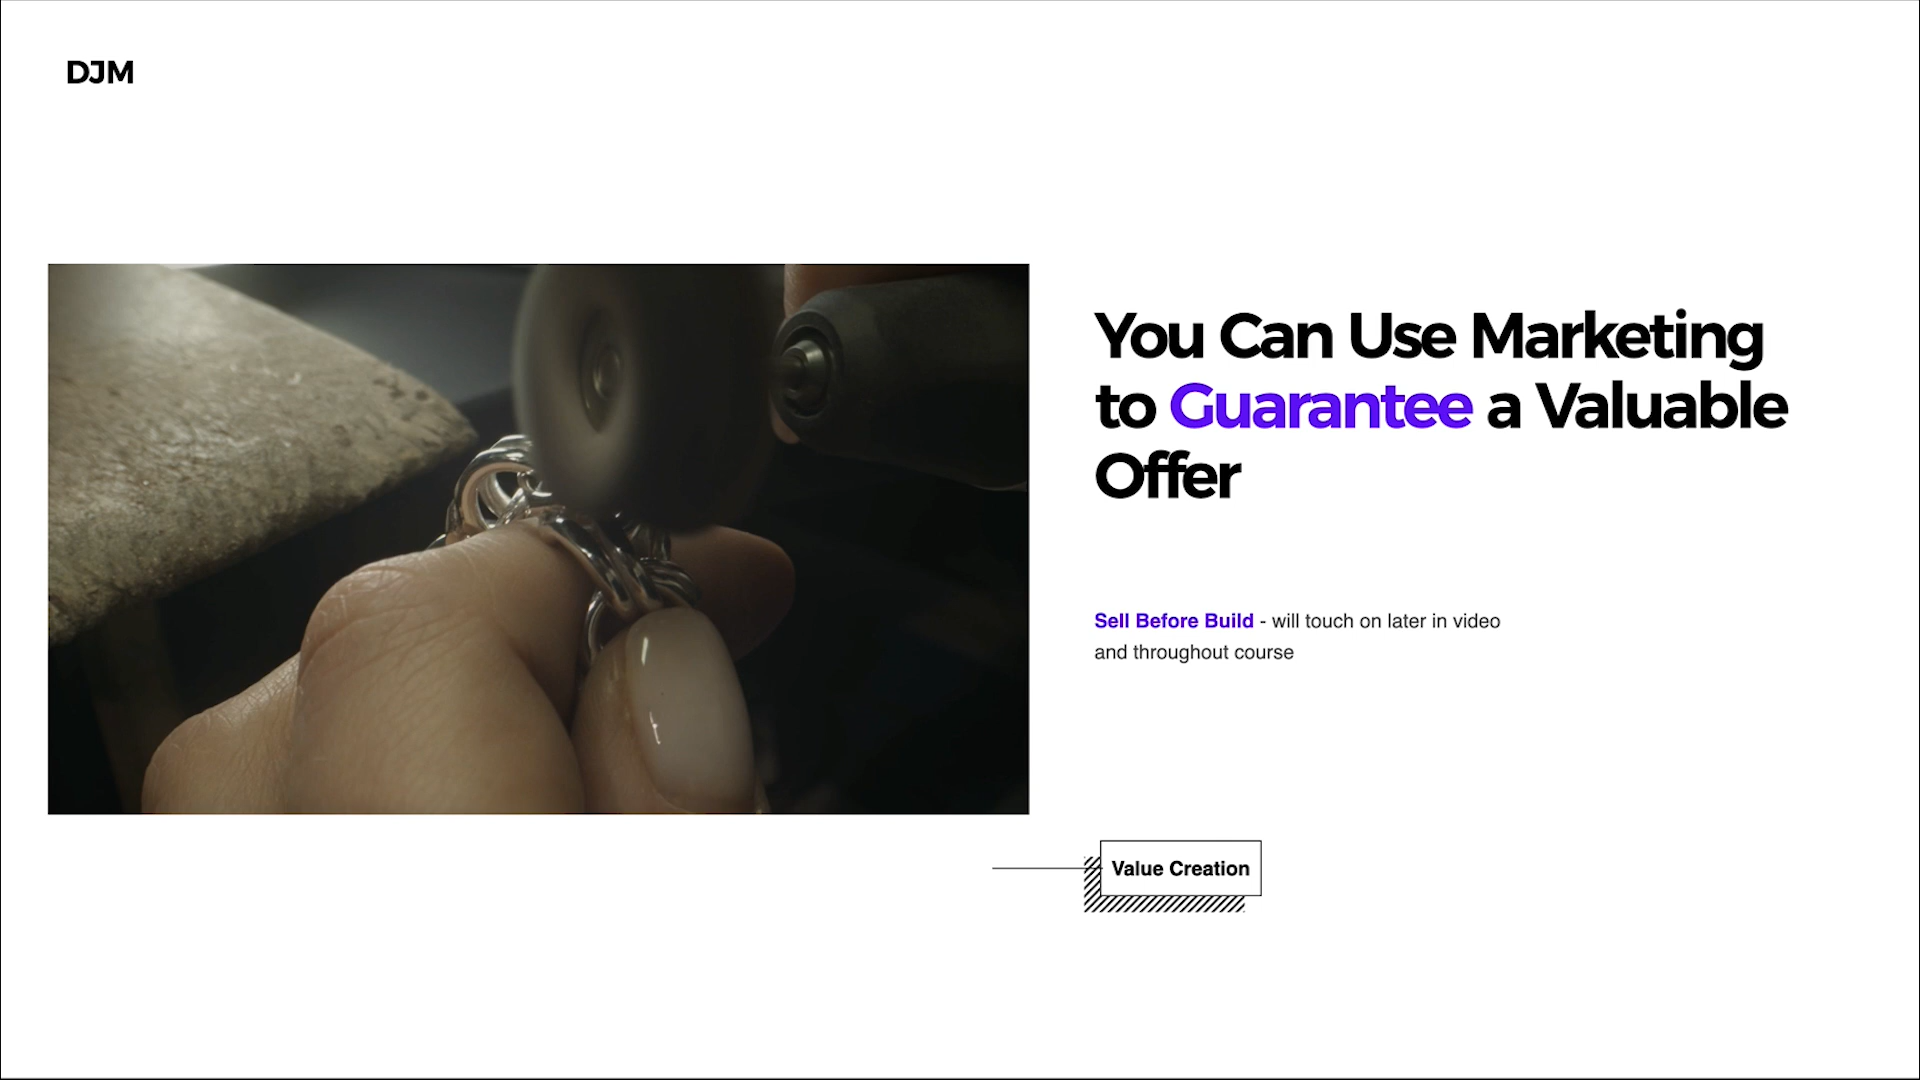 DJM
You Can Use Marketing
to Guarantee a Valuable
Offer
Sell Before Build - will touch on later in video
and throughout course
Value Creation